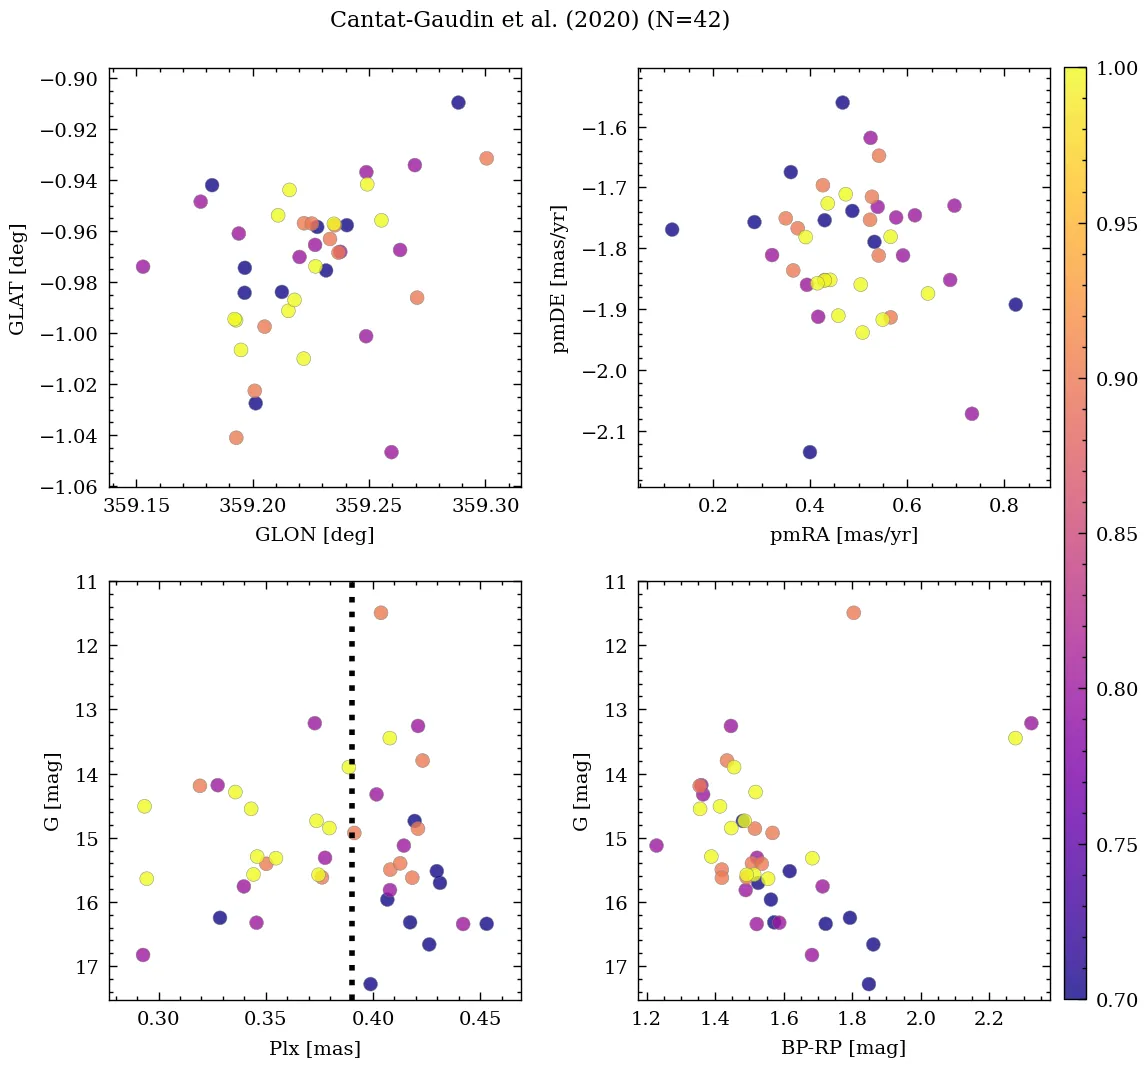 Cantat-Gaudin et al. (2020) (N=42)
−0.90
−0.92
−0.94
−0.96
−0.98
−1.00
−1.02
−1.04
−1.06
GLAT [deg]
359.15 359.20 359.25 359.30
GLON [deg]
−1.6
−1.7
−1.8
−1.9
−2.0
−2.1
pmDE [mas/yr]
0.2 0.4 0.6 0.8
pmRA [mas/yr]
11
12
13
14
15
16
17
G [mag]
0.30 0.35 0.40 0.45
Plx [mas]
11
12
13
14
15
16
17
G [mag]
1.2 1.4 1.6 1.8 2.0 2.2
BP-RP [mag]
1.00
0.95
0.90
0.85
0.80
0.75
0.70